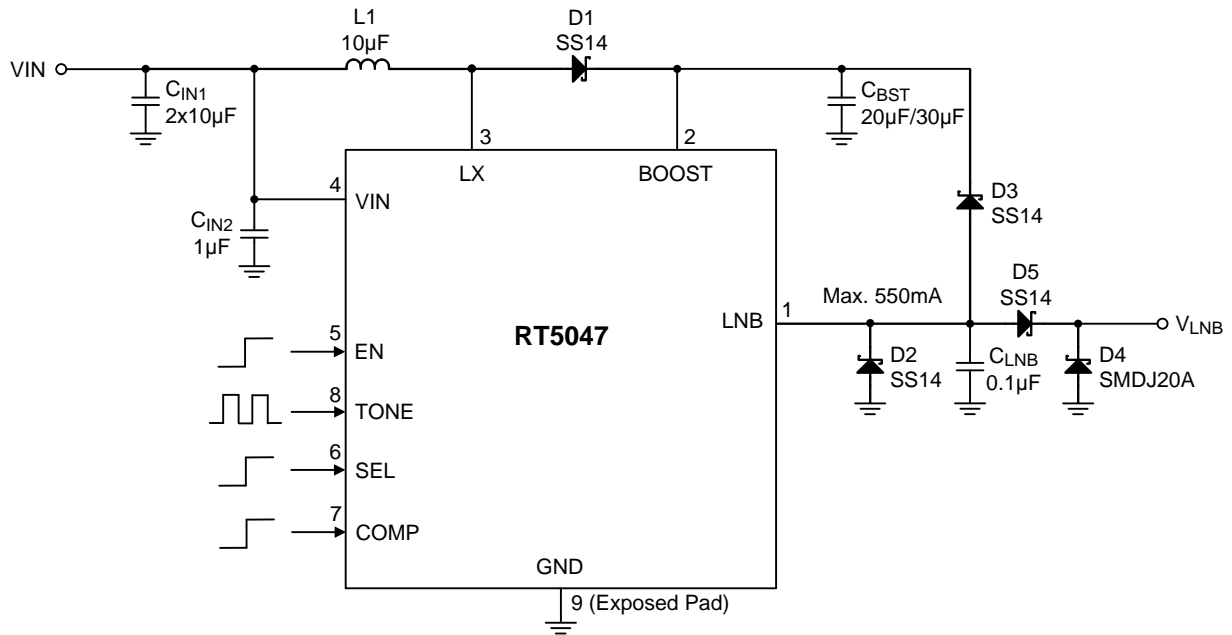 L1
10µF
D1
SS14
VIN
CIN1
2x10µF
CBST
20µF/30µF
3
2
LX
BOOST
4
VIN
D3
SS14
CIN2
1µF
D5
SS14
Max. 550mA
1
LNB
VLNB
RT5047
5
EN
D2
SS14
CLNB
0.1µF
D4
SMDJ20A
8
TONE
6
SEL
7
COMP
GND
9 (Exposed Pad)